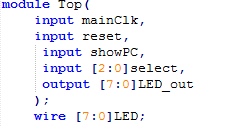 module Top(
input mainClk,
input reset,
input showPC,
input [2:0]select,
output [7:0]LED_out
);
wire [7:0]LED;